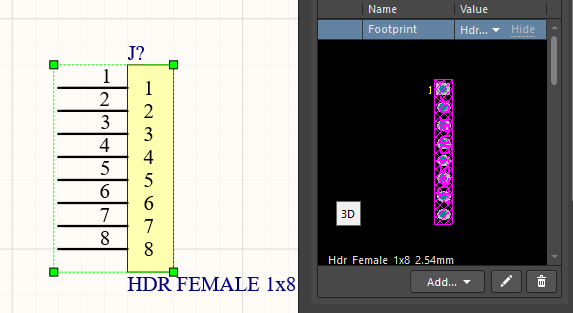 J?
1 1
2 2
3 3
4 4
5 5
6 6
7 7
8 8
HDR FEMALE 1x8
Name Value
Footprint Hdr... Hide
1
3D
Hdr Female 1x8 2.54mm
Add...